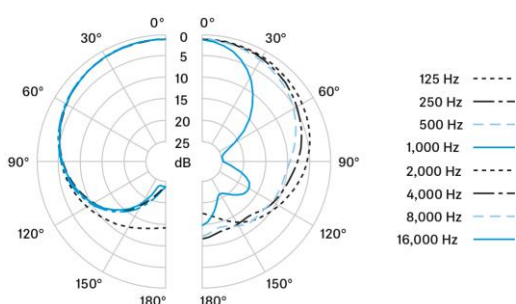 0° 0°
30° 0 30°
5
60° 10 60°
15
20
25
90° dB 90°
120° 120°
150° 150°
180° 180°
125 Hz
250 Hz
500 Hz
1,000 Hz
2,000 Hz
4,000 Hz
8,000 Hz
16,000 Hz